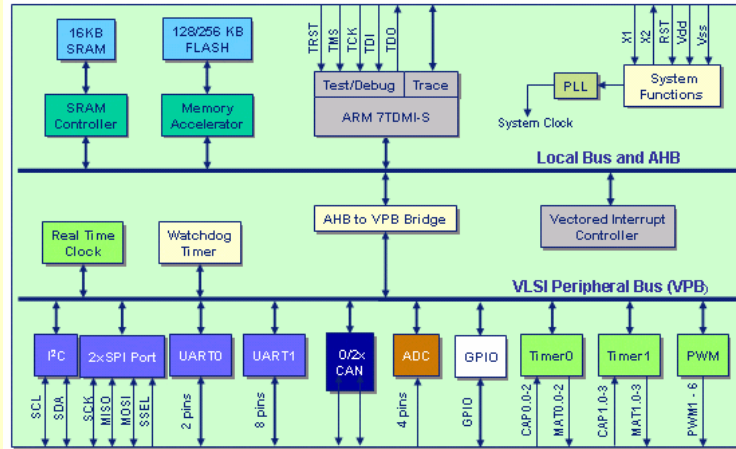 16KB
SRAM
128/256 KB
FLASH
TRST
TMS
TCK
TDI
TDO
X1
X2
RST
Vdd
Vss
Test/Debug
Trace
ARM 7TDMI-S
PLL
System
Functions
System Clock
SRAM
Controller
Memory
Accelerator
Local Bus and AHB
Real Time
Clock
Watchdog
Timer
AHB to VPB Bridge
Vectored Interrupt
Controller
VLSI Peripheral Bus (VPB)
I²C
2xSPI Port
UART0
UART1
0/2x
CAN
ADC
GPIO
Timer0
Timer1
PWM
SCL
SDA
SCK
MISO
MOSI
SSEL
2 pins
8 pins
4 pins
GPIO
CAP0.0-2
MAT0.0-2
CAP1.0-3
MAT1.0-3
PWM1 - 6